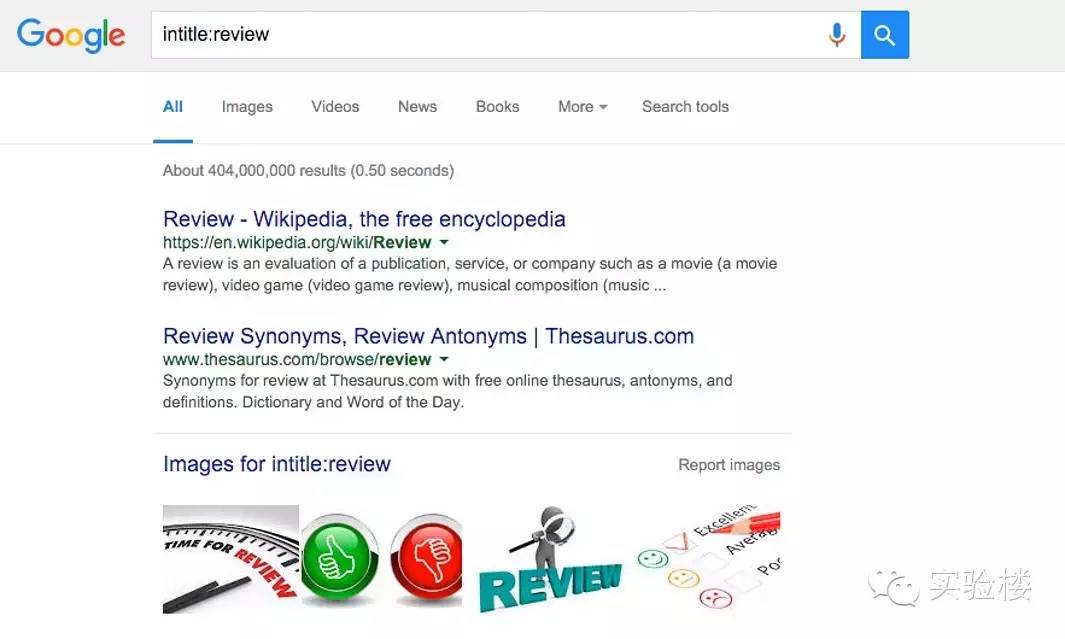 Google
intitle:review
All Images Videos News Books More Search tools
About 404,000,000 results (0.50 seconds)
Review - Wikipedia, the free encyclopedia
https://en.wikipedia.org/wiki/Review
A review is an evaluation of a publication, service, or company such as a movie (a movie
review), video game (video game review), musical composition (music ...
Review Synonyms, Review Antonyms | Thesaurus.com
www.thesaurus.com/browse/review
Synonyms for review at Thesaurus.com with free online thesaurus, antonyms, and
definitions. Dictionary and Word of the Day.
Images for intitle:review Report images
TIME FOR REVIEW
REVIEW
Excellent
Average
实验楼